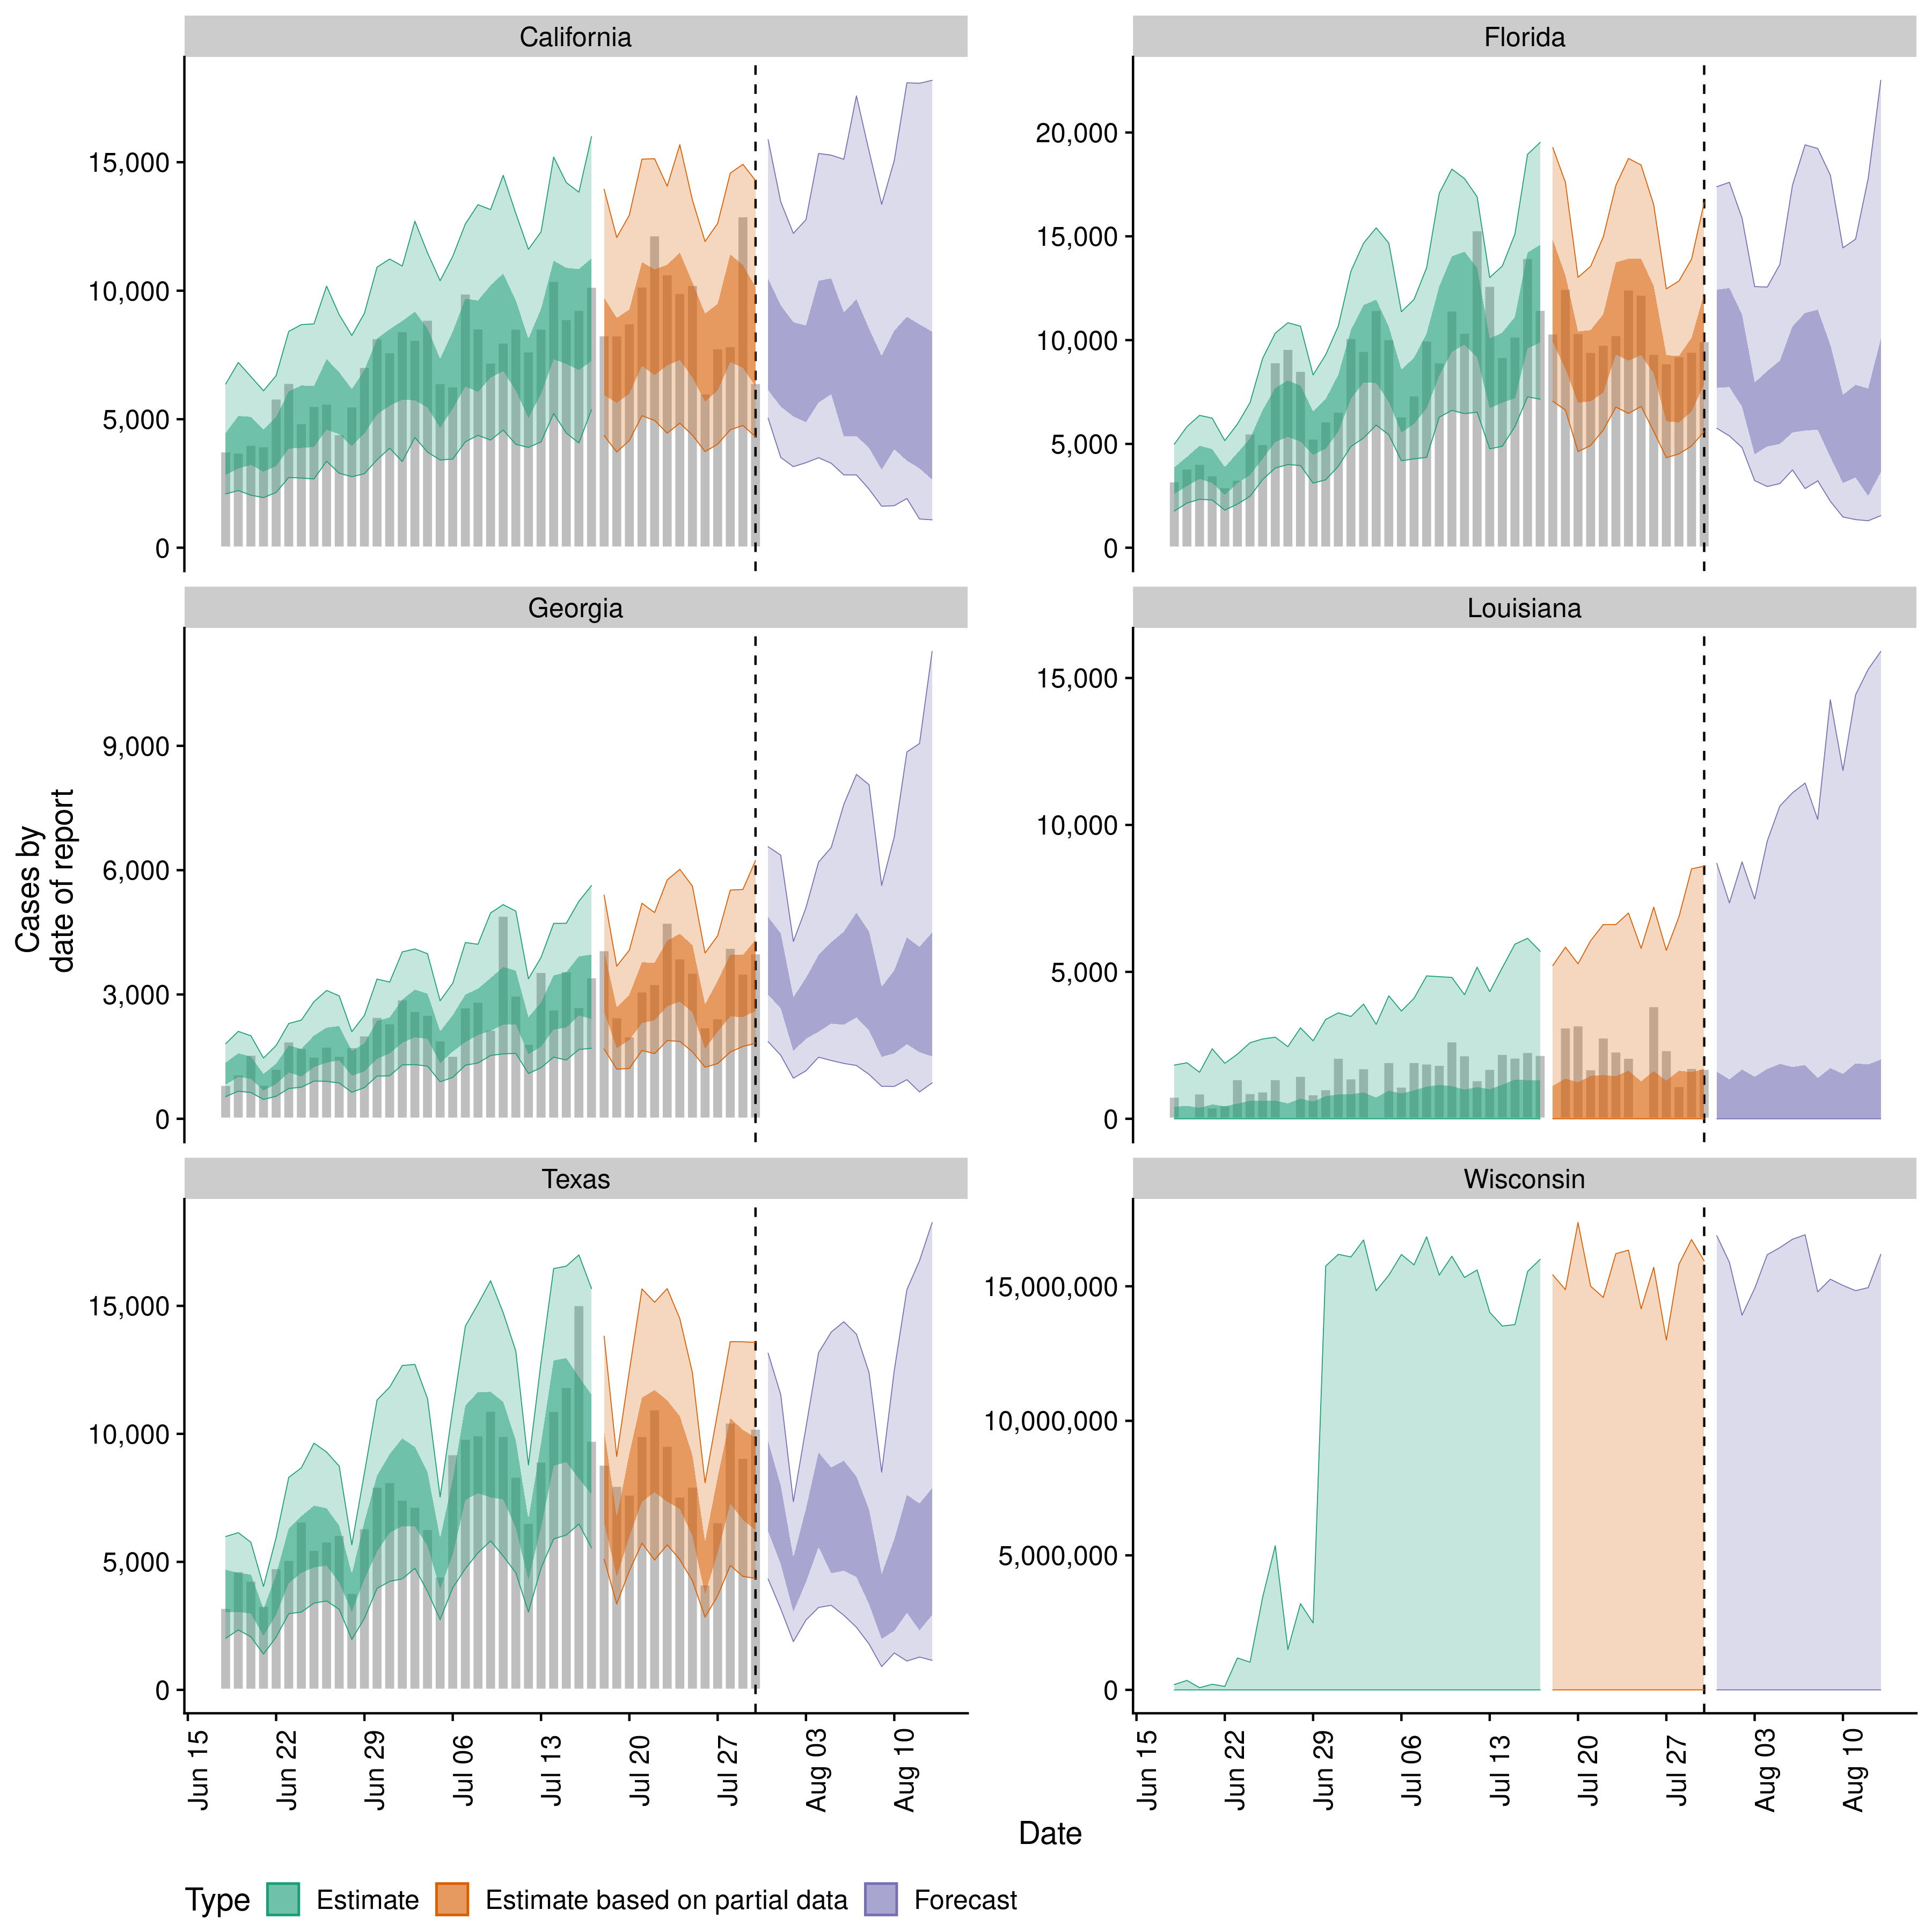 California
Florida
15,000
10,000
5,000
0
20,000
15,000
10,000
5,000
0
Georgia
Louisiana
9,000
6,000
3,000
0
15,000
10,000
5,000
0
Cases by
date of report
Texas
Wisconsin
15,000
10,000
5,000
0
15,000,000
10,000,000
5,000,000
0
Jun 15
Jun 22
Jun 29
Jul 06
Jul 13
Jul 20
Jul 27
Aug 03
Aug 10
Jun 15
Jun 22
Jun 29
Jul 06
Jul 13
Jul 20
Jul 27
Aug 03
Aug 10
Date
Type Estimate Estimate based on partial data Forecast